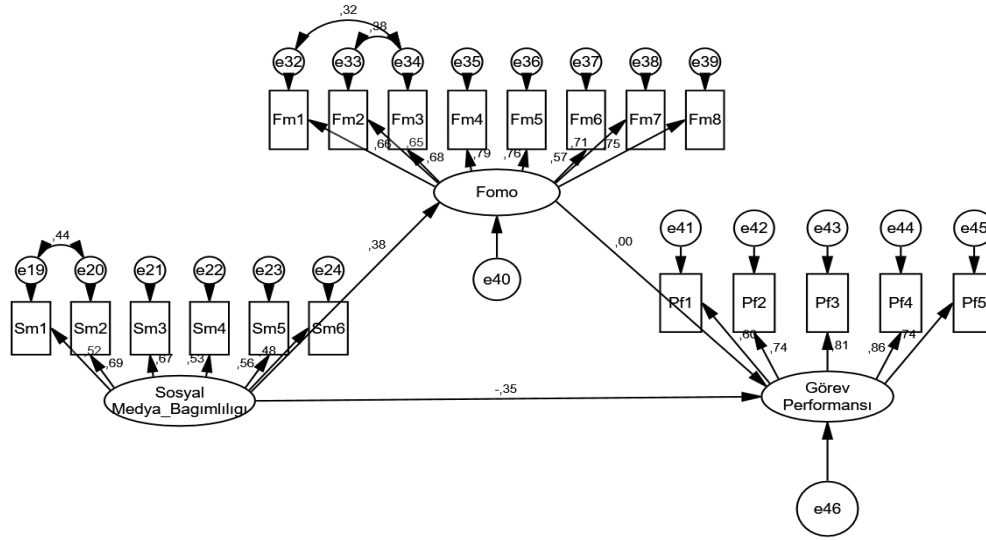 ,32
,38
e32 e33 e34 e35 e36 e37 e38 e39
Fm1 Fm2 Fm3 Fm4 Fm5 Fm6 Fm7 Fm8
,66 ,65 ,68 ,79 ,76 ,57 ,71 ,75
Fomo
,44
,38
,00
e19 e20 e21 e22 e23 e24
e40
e41 e42 e43 e44 e45
Sm1 Sm2 Sm3 Sm4 Sm5 Sm6
Pf1 Pf2 Pf3 Pf4 Pf5
,52 ,69 ,67 ,53 ,56 ,48
,60 ,74 ,81 ,86 ,74
Sosyal
Medya_Bagımlılıgı
-,35
Görev
Performansı
e46